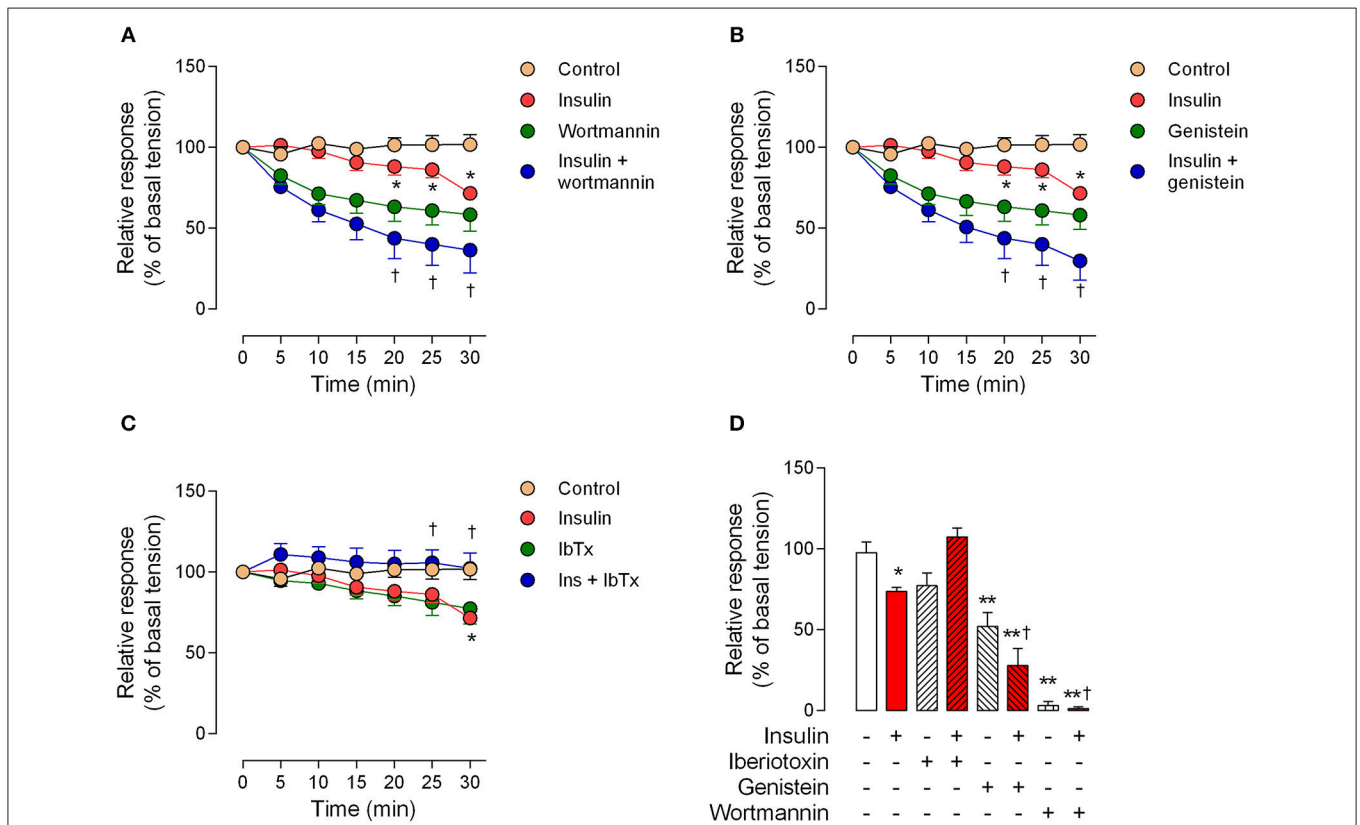 A
Relative response
(% of basal tension)
150
100
50
0
* * *
† † †
0 5 10 15 20 25 30
Time (min)
Control
Insulin
Wortmannin
Insulin +
wortmannin
B
Relative response
(% of basal tension)
150
100
50
0
* * *
† † †
0 5 10 15 20 25 30
Time (min)
Control
Insulin
Genistein
Insulin +
genistein
C
Relative response
(% of basal tension)
150
100
50
0
† †
*
0 5 10 15 20 25 30
Time (min)
Control
Insulin
IbTx
Ins + IbTx
D
Relative response
(% of basal tension)
150
100
50
0
* ** **† ** **†
Insulin - + - + - + - +
Iberiotoxin - - + + - - - -
Genistein - - - - + + - -
Wortmannin - - - - - - + +